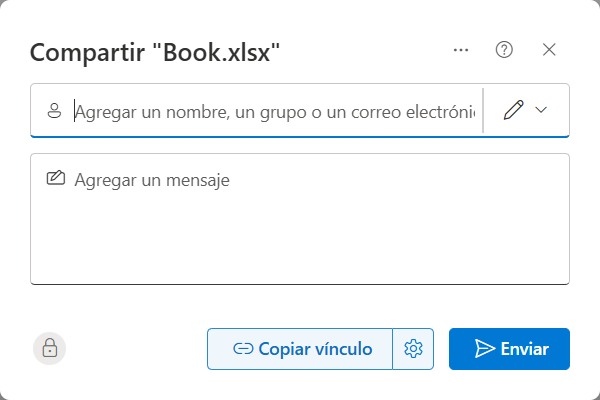 Compartir "Book.xlsx"
Agregar un nombre, un grupo o un correo electróni
Agregar un mensaje
Copiar vínculo
Enviar